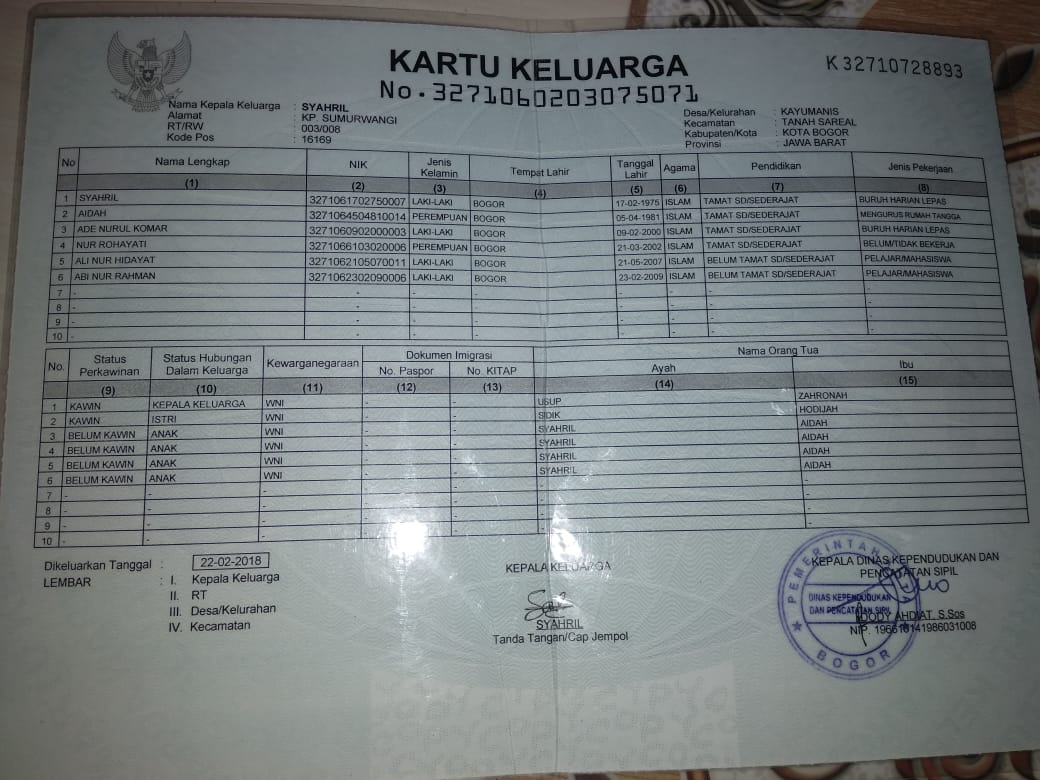 KARTU KELUARGA
No.3271060203075071
K 32710728893
Nama Kepala Keluarga : SYAHRIL
Alamat : KP. SUMURWANGI
RT/RW : 003/008
Kode Pos : 16169
Desa/Kelurahan : KAYUMANIS
Kecamatan : TANAH SAREAL
Kabupaten/Kota : KOTA BOGOR
Provinsi : JAWA BARAT
No Nama Lengkap NIK Jenis Kelamin Tempat Lahir Tanggal Lahir Agama Pendidikan Jenis Pekerjaan
(1) (2) (3) (4) (5) (6) (7) (8)
1 SYAHRIL 3271061702750007 LAKI-LAKI BOGOR 17-02-1975 ISLAM TAMAT SD/SEDERAJAT BURUH HARIAN LEPAS
2 AIDAH 3271064504810014 PEREMPUAN BOGOR 05-04-1981 ISLAM TAMAT SD/SEDERAJAT MENGURUS RUMAH TANGGA
3 ADE NURUL KOMAR 3271060902000003 LAKI-LAKI BOGOR 09-02-2000 ISLAM TAMAT SD/SEDERAJAT BURUH HARIAN LEPAS
4 NUR ROHAYATI 3271066103020006 PEREMPUAN BOGOR 21-03-2002 ISLAM TAMAT SD/SEDERAJAT BELUM/TIDAK BEKERJA
5 ALI NUR HIDAYAT 3271062105070011 LAKI-LAKI BOGOR 21-05-2007 ISLAM BELUM TAMAT SD/SEDERAJAT PELAJAR/MAHASISWA
6 ABI NUR RAHMAN 3271062302090006 LAKI-LAKI BOGOR 23-02-2009 ISLAM BELUM TAMAT SD/SEDERAJAT PELAJAR/MAHASISWA
7 - - - - - - - -
8 - - - - - - - -
9 - - - - - - - -
10 - - - - - - - -
No. Status Perkawinan Status Hubungan Dalam Keluarga Kewarganegaraan Dokumen Imigrasi Nama Orang Tua
No. Paspor No. KITAP Ayah Ibu
(9) (10) (11) (12) (13) (14) (15)
1 KAWIN KEPALA KELUARGA WNI - - USUP ZAHRONAH
2 KAWIN ISTRI WNI - - SIDIK HODIJAH
3 BELUM KAWIN ANAK WNI - - SYAHRIL AIDAH
4 BELUM KAWIN ANAK WNI - - SYAHRIL AIDAH
5 BELUM KAWIN ANAK WNI - - SYAHRIL AIDAH
6 BELUM KAWIN ANAK WNI - - SYAHRIL AIDAH
7 - - - - - - -
8 - - - - - - -
9 - - - - - - -
10 - - - - - - -
Dikeluarkan Tanggal : 22-02-2018
LEMBAR : I. Kepala Keluarga
II. RT
III. Desa/Kelurahan
IV. Kecamatan
KEPALA KELUARGA
SYAHRIL
Tanda Tangan/Cap Jempol
KEPALA DINAS KEPENDUDUKAN DAN
PENCATATAN SIPIL
PEMERINTAH KOTA
DINAS KEPENDUDUKAN
DAN PENCATATAN SIPIL
BOGOR
AHDIAT. S.Sos
NIP. 196610141986031008